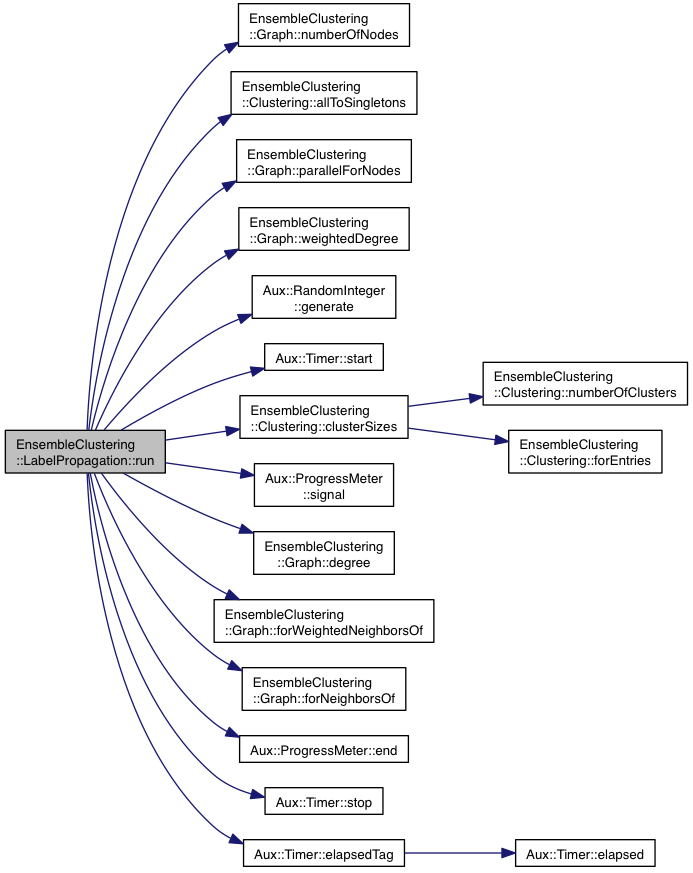 EnsembleClustering
::Graph::numberOfNodes
EnsembleClustering
::Clustering::allToSingletons
EnsembleClustering
::Graph::parallelForNodes
EnsembleClustering
::Graph::weightedDegree
Aux::RandomInteger
::generate
Aux::Timer::start
EnsembleClustering
::Clustering::numberOfClusters
EnsembleClustering
::Clustering::clusterSizes
EnsembleClustering
::LabelPropagation::run
EnsembleClustering
::Clustering::forEntries
Aux::ProgressMeter
::signal
EnsembleClustering
::Graph::degree
EnsembleClustering
::Graph::forWeightedNeighborsOf
EnsembleClustering
::Graph::forNeighborsOf
Aux::ProgressMeter::end
Aux::Timer::stop
Aux::Timer::elapsedTag
Aux::Timer::elapsed